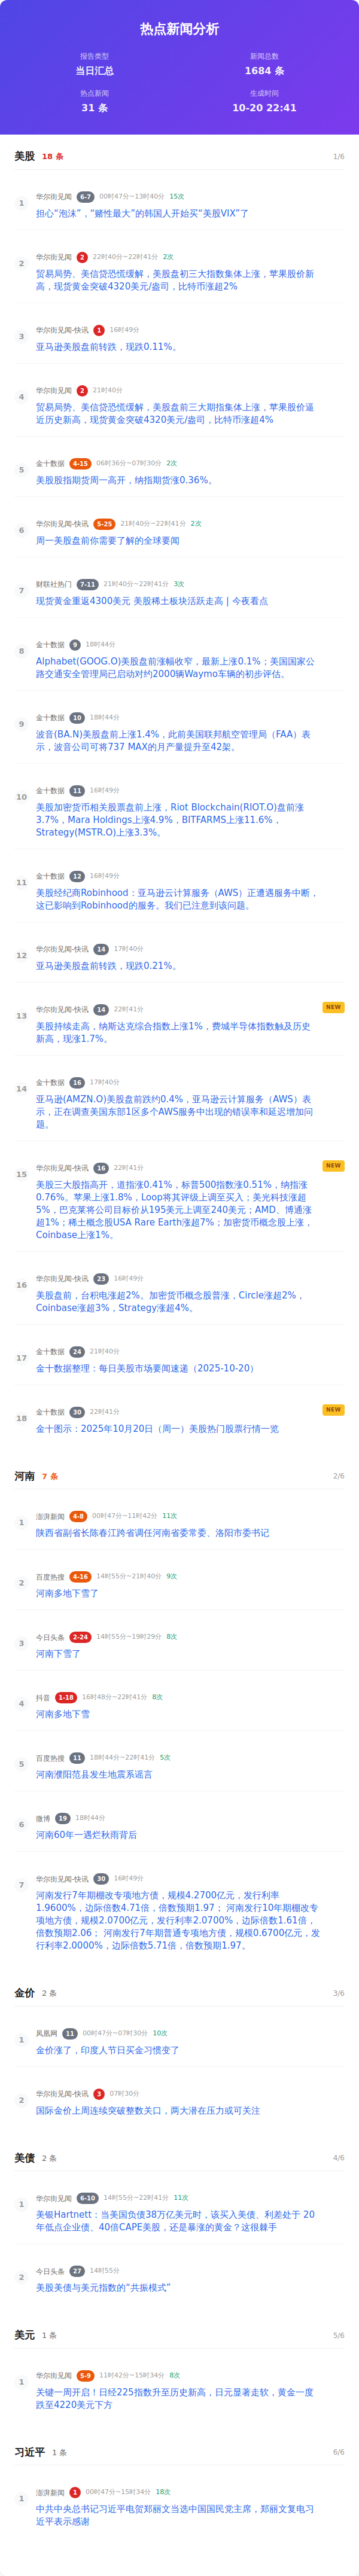 热点新闻分析
报告类型
新闻总数
当日汇总
1684 条
热点新闻
生成时间
31 条
10-20 22:41
美股 18 条 1/6
1
华尔街见闻 6-7 00时47分~13时40分 15次
担心“泡沫”，“赌性最大”的韩国人开始买“美股VIX”了
2
华尔街见闻 2 22时40分~22时41分 2次
贸易局势、美信贷恐慌缓解，美股盘初三大指数集体上涨，苹果股价新
高，现货黄金突破4320美元/盎司，比特币涨超2%
3
华尔街见闻-快讯 1 16时49分
亚马逊美股盘前转跌，现跌0.11%。
4
华尔街见闻 2 21时40分
贸易局势、美信贷恐慌缓解，美股盘前三大期指集体上涨，苹果股价逼
近历史新高，现货黄金突破4320美元/盎司，比特币涨超4%
5
金十数据 4-15 06时36分~07时30分 2次
美股股指期货周一高开，纳指期货涨0.36%。
6
华尔街见闻-快讯 5-25 21时40分~22时41分 2次
周一美股盘前你需要了解的全球要闻
7
财联社热门 7-11 21时40分~22时41分 3次
现货黄金重返4300美元 美股稀土板块活跃走高 | 今夜看点
8
金十数据 9 18时44分
Alphabet(GOOG.O)美股盘前涨幅收窄，最新上涨0.1%；美国国家公
路交通安全管理局已启动对约2000辆Waymo车辆的初步评估。
9
金十数据 10 18时44分
波音(BA.N)美股盘前上涨1.4%，此前美国联邦航空管理局（FAA）表
示，波音公司可将737 MAX的月产量提升至42架。
10
金十数据 11 16时49分
美股加密货币相关股票盘前上涨，Riot Blockchain(RIOT.O)盘前涨
3.7%，Mara Holdings上涨4.9%，BITFARMS上涨11.6%，
Strategy(MSTR.O)上涨3.3%。
11
金十数据 12 16时49分
美股经纪商Robinhood：亚马逊云计算服务（AWS）正遭遇服务中断，
这已影响到Robinhood的服务。我们已注意到该问题。
12
华尔街见闻-快讯 14 17时40分
亚马逊美股盘前转跌，现跌0.21%。
13
华尔街见闻-快讯 14 22时41分 NEW
美股持续走高，纳斯达克综合指数上涨1%，费城半导体指数触及历史
新高，现涨1.7%。
14
金十数据 16 17时40分
亚马逊(AMZN.O)美股盘前跌约0.4%，亚马逊云计算服务（AWS）表
示，正在调查美国东部1区多个AWS服务中出现的错误率和延迟增加问
题。
15
华尔街见闻-快讯 16 22时41分 NEW
美股三大股指高开，道指涨0.41%，标普500指数涨0.51%，纳指涨
0.76%。苹果上涨1.8%，Loop将其评级上调至买入；美光科技涨超
5%，巴克莱将公司目标价从195美元上调至240美元；AMD、博通涨
超1%；稀土概念股USA Rare Earth涨超7%；加密货币概念股上涨，
Coinbase上涨1%。
16
华尔街见闻-快讯 23 16时49分
美股盘前，台积电涨超2%。加密货币概念股普涨，Circle涨超2%，
Coinbase涨超3%，Strategy涨超4%。
17
金十数据 24 21时40分
金十数据整理：每日美股市场要闻速递（2025-10-20）
18
金十数据 30 22时41分 NEW
金十图示：2025年10月20日（周一）美股热门股票行情一览
河南 7 条 2/6
1
澎湃新闻 4-8 00时47分~11时42分 11次
陕西省副省长陈春江跨省调任河南省委常委、洛阳市委书记
2
百度热搜 4-16 14时55分~21时40分 9次
河南多地下雪了
3
今日头条 2-24 14时55分~19时29分 8次
河南下雪了
4
抖音 1-18 16时48分~22时41分 8次
河南多地下雪
5
百度热搜 11 18时44分~22时41分 5次
河南濮阳范县发生地震系谣言
6
微博 19 18时44分
河南60年一遇烂秋雨背后
7
华尔街见闻-快讯 30 16时49分
河南发行7年期棚改专项地方债，规模4.2700亿元，发行利率
1.9600%，边际倍数4.71倍，倍数预期1.97； 河南发行10年期棚改专
项地方债，规模2.0700亿元，发行利率2.0700%，边际倍数1.61倍，
倍数预期2.06； 河南发行7年期普通专项地方债，规模0.6700亿元，发
行利率2.0000%，边际倍数5.71倍，倍数预期1.97。
金价 2 条 3/6
1
凤凰网 11 00时47分~07时30分 10次
金价涨了，印度人节日买金习惯变了
2
华尔街见闻-快讯 3 07时30分
国际金价上周连续突破整数关口，两大潜在压力或可关注
美债 2 条 4/6
1
华尔街见闻 6-10 14时55分~22时41分 11次
美银Hartnett：当美国负债38万亿美元时，该买入美债、利差处于 20
年低点企业债、40倍CAPE美股，还是暴涨的黄金？这很棘手
2
今日头条 27 14时55分
美股美债与美元指数的“共振模式”
美元 1 条 5/6
1
华尔街见闻 5-9 11时42分~15时34分 8次
关键一周开启！日经225指数升至历史新高，日元显著走软，黄金一度
跌至4220美元下方
习近平 1 条 6/6
1
澎湃新闻 1 00时47分~15时34分 18次
中共中央总书记习近平电贺郑丽文当选中国国民党主席，郑丽文复电习
近平表示感谢